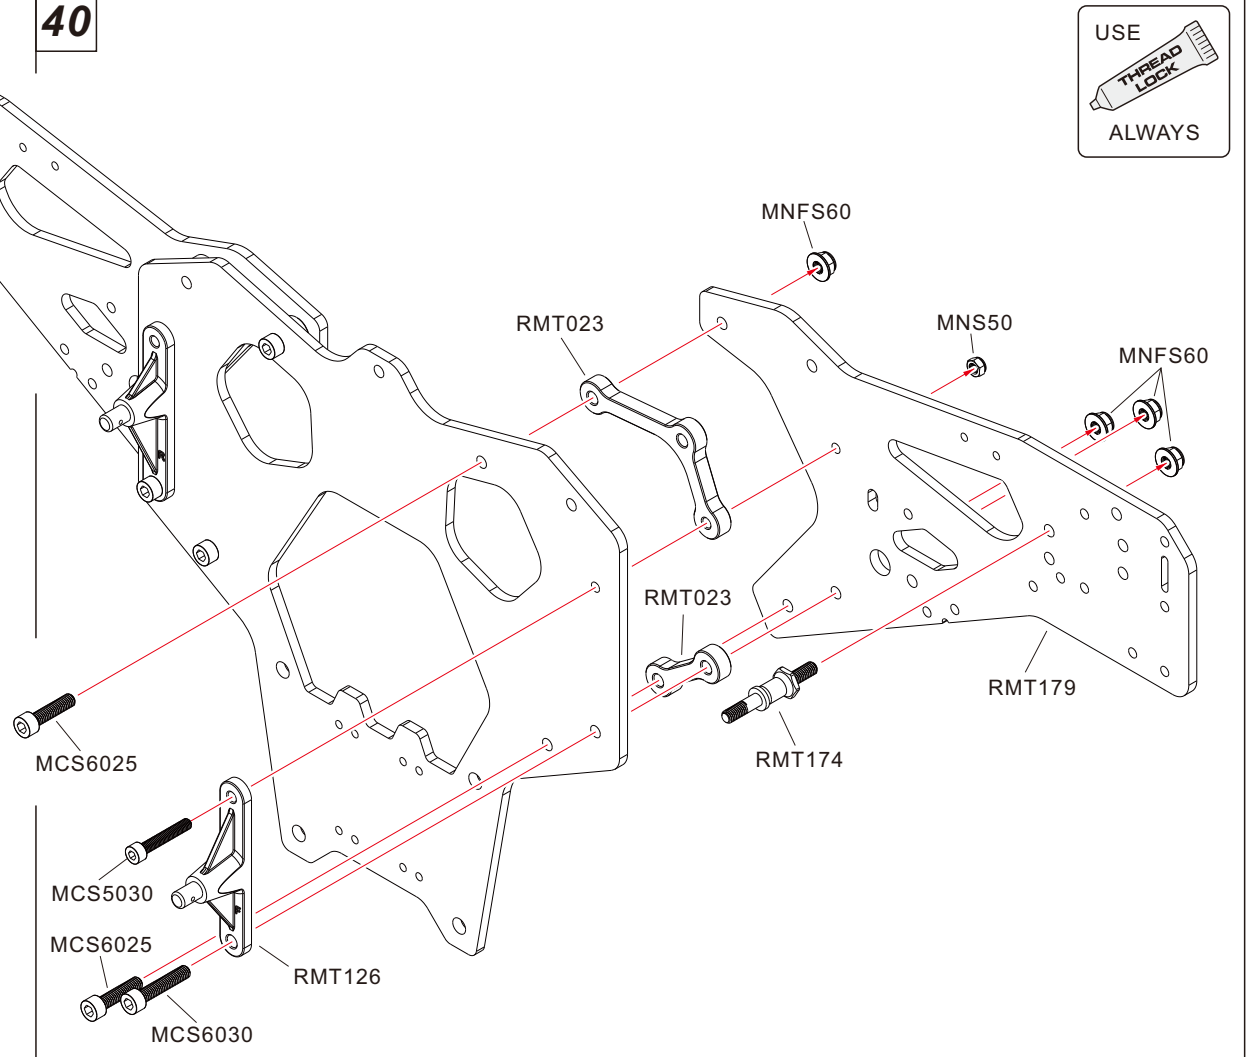 40
USE
THREAD
LOCK
ALWAYS
MNFS60
RMT023
MNS50
MNFS60
RMT023
RMT179
RMT174
MCS6025
MCS5030
MCS6025
RMT126
MCS6030